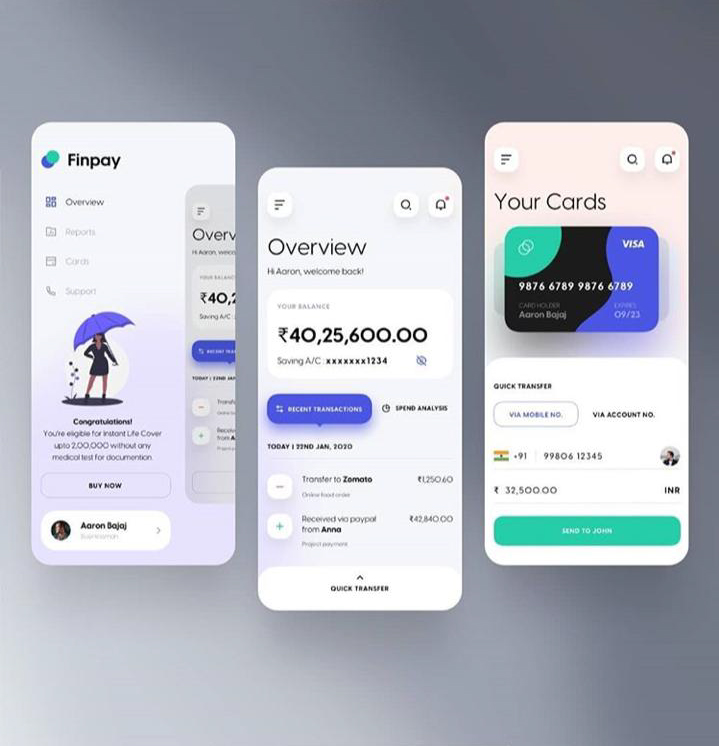 Finpay
Overview
Reports
Cards
Support
Overv
Hi Aaron, welco
YOUR BALANC
₹40,2
Saving A/C :
RECENT TRA
TODAY | 22ND JAN
Transf
Receiv
from A
Congratulations!
You're eligible for Instant Life Cover
upto 2,00,000 without any
medical test for documention.
BUY NOW
Aaron Bajaj
Overview
Hi Aaron, welcome back!
YOUR BALANCE
₹40,25,600.00
Saving A/C : xxxxxxx1234
RECENT TRANSACTIONS
SPEND ANALYSIS
TODAY | 22ND JAN, 2020
Transfer to Zomato ₹1,250.60
Online food order
Received via paypal ₹42,840.00
from Anna
Project payment
QUICK TRANSFER
Your Cards
VISA
9876 6789 9876 6789
CARD HOLDER EXPIRES
Aaron Bajaj 09/23
QUICK TRANSFER
VIA MOBILE NO. VIA ACCOUNT NO.
+91 99806 12345
₹ 32,500.00 INR
SEND TO JOHN